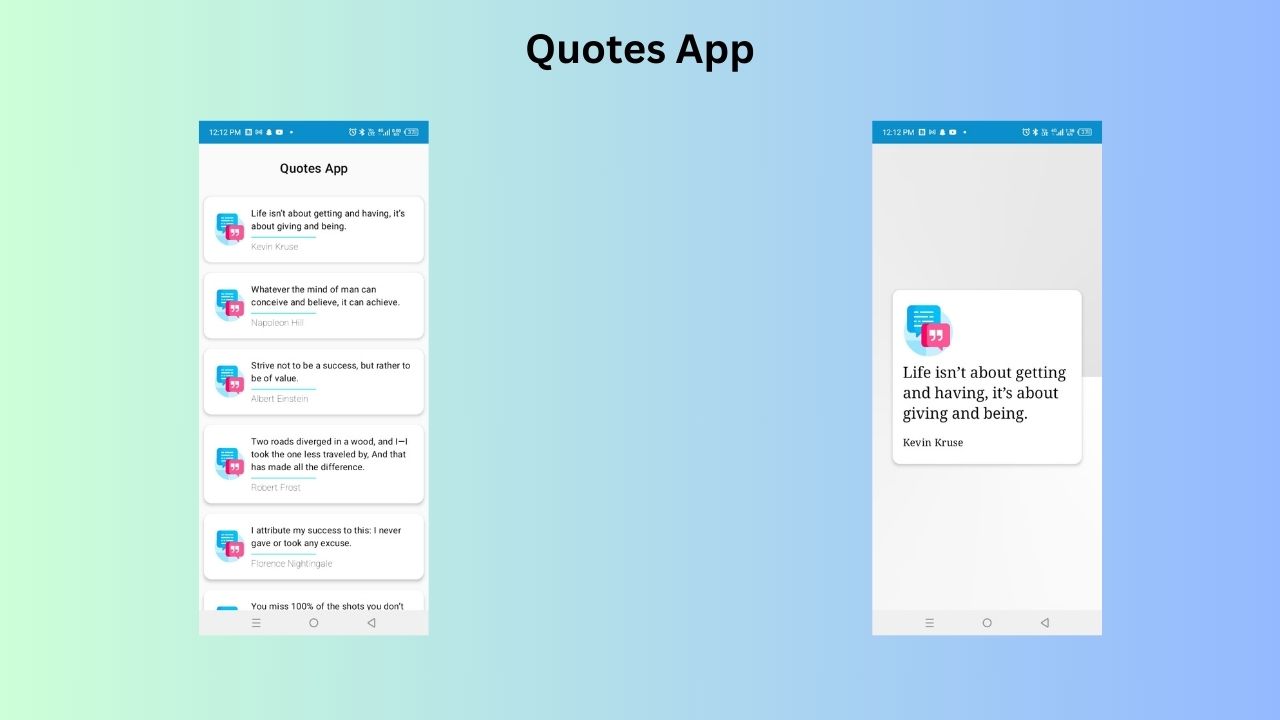 Quotes App
12:12 PM
Quotes App
Life isn't about getting and having, it's
about giving and being.
Kevin Kruse
Whatever the mind of man can
conceive and believe, it can achieve.
Napoleon Hill
Strive not to be a success, but rather to
be of value.
Albert Einstein
Two roads diverged in a wood, and I—I
took the one less traveled by, And that
has made all the difference.
Robert Frost
I attribute my success to this: I never
gave or took any excuse.
Florence Nightingale
You miss 100% of the shots you don't
12:12 PM
Life isn't about getting
and having, it's about
giving and being.
Kevin Kruse